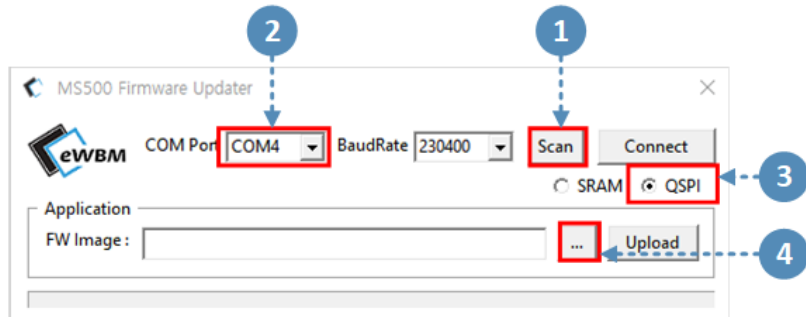 2 1
MS500 Firmware Updater
eWBM COM Port COM4 BaudRate 230400 Scan Connect
SRAM QSPI 3
Application
FW Image : ... Upload
4